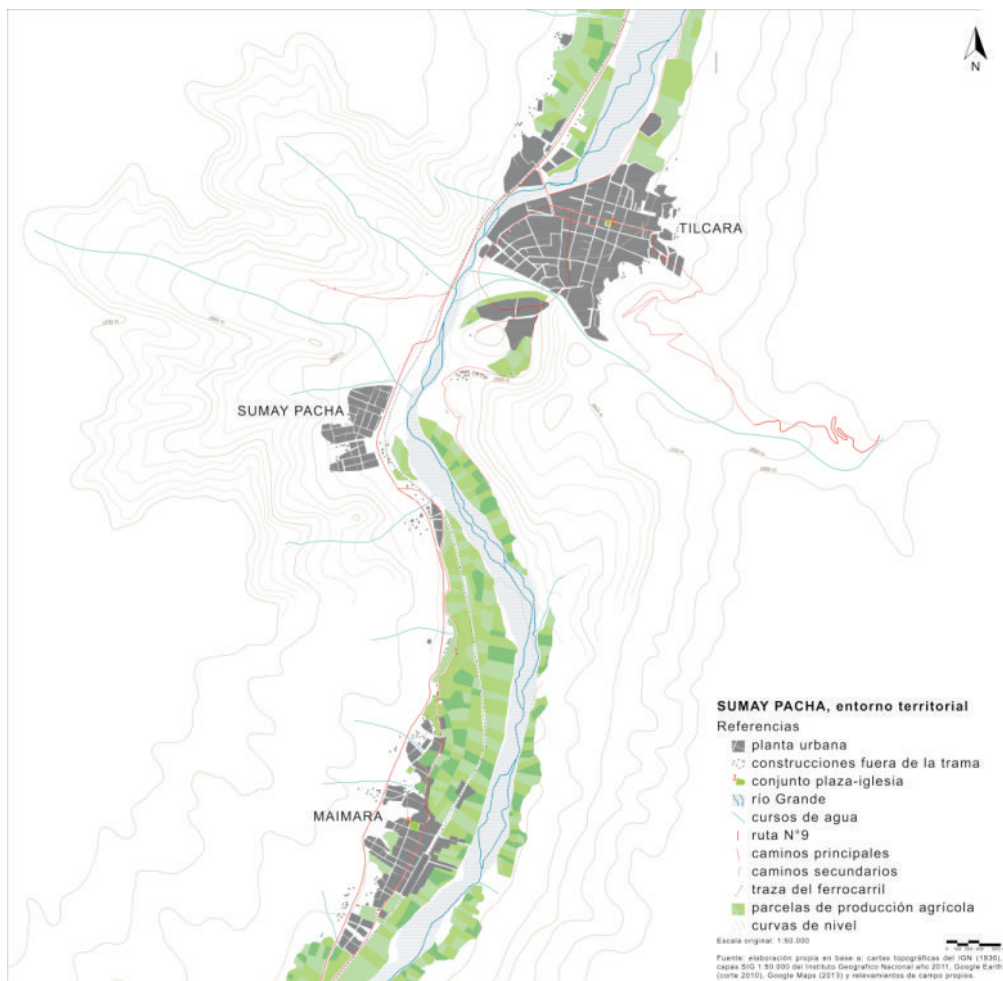 N
TILCARA
SUMAY PACHA
MAIMARA
SUMAY PACHA, entorno territorial
Referencias
planta urbana
construcciones fuera de la trama
conjunto plaza-iglesia
río Grande
cursos de agua
ruta N°9
caminos principales
caminos secundarios
traza del ferrocarril
parcelas de producción agrícola
curvas de nivel
Escala original: 1:50.000
Fuente: elaboración propia en base a: cartas topográficas del IGN (1936),
capas SIG 1:50.000 del Instituto Geografico Nacional año 2011, Google Earth
(corte 2010), Google Maps (2013) y relevamientos de campo propios.